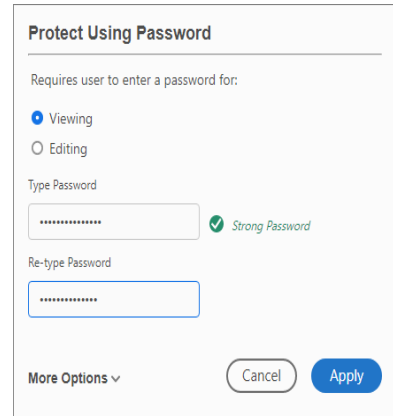 Protect Using Password
Requires user to enter a password for:
Viewing
Editing
Type Password
•••••••••••••••
Strong Password
Re-type Password
••••••••••••••
More Options
Cancel
Apply